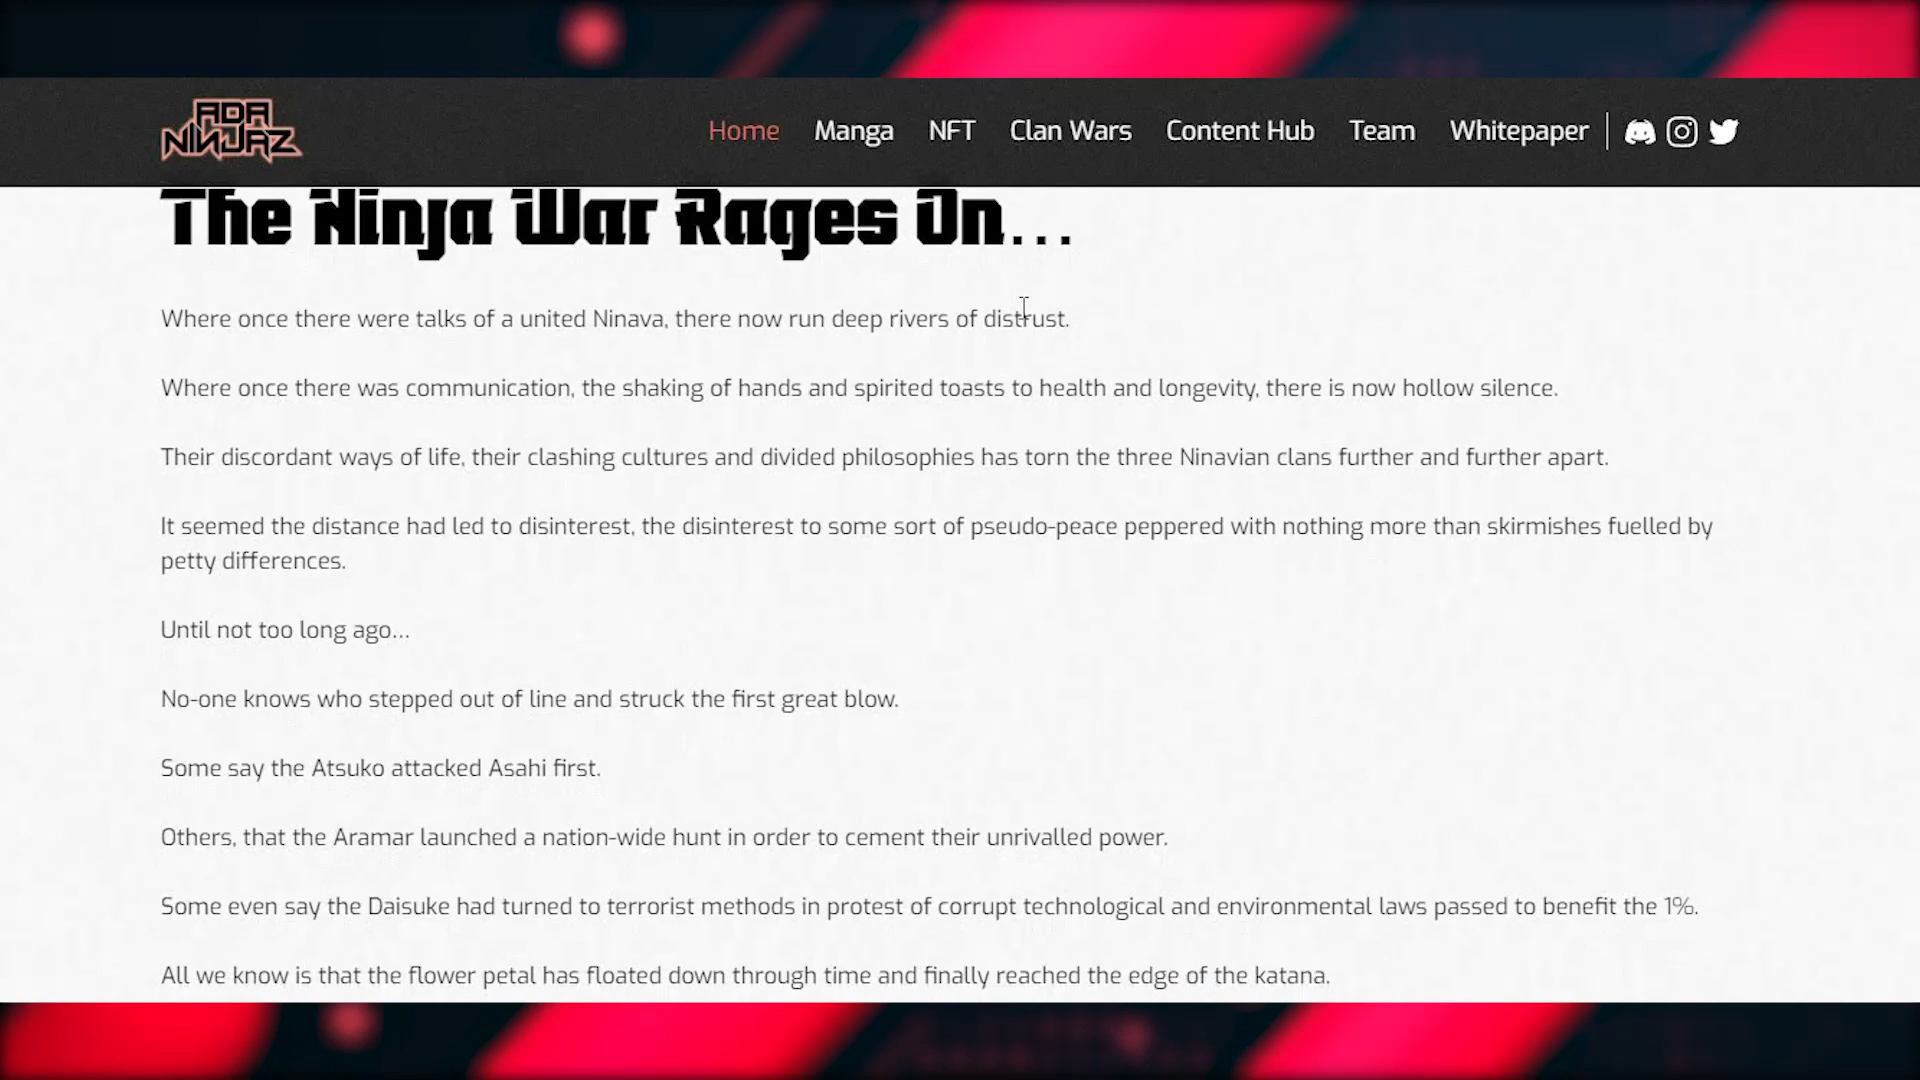 ADA
NINJAZ
Home Manga NFT Clan Wars Content Hub Team Whitepaper
The Ninja War Rages On...
Where once there were talks of a united Ninava, there now run deep rivers of distrust.
Where once there was communication, the shaking of hands and spirited toasts to health and longevity, there is now hollow silence.
Their discordant ways of life, their clashing cultures and divided philosophies has torn the three Ninavian clans further and further apart.
It seemed the distance had led to disinterest, the disinterest to some sort of pseudo-peace peppered with nothing more than skirmishes fuelled by
petty differences.
Until not too long ago...
No-one knows who stepped out of line and struck the first great blow.
Some say the Atsuko attacked Asahi first.
Others, that the Aramar launched a nation-wide hunt in order to cement their unrivalled power.
Some even say the Daisuke had turned to terrorist methods in protest of corrupt technological and environmental laws passed to benefit the 1%.
All we know is that the flower petal has floated down through time and finally reached the edge of the katana.